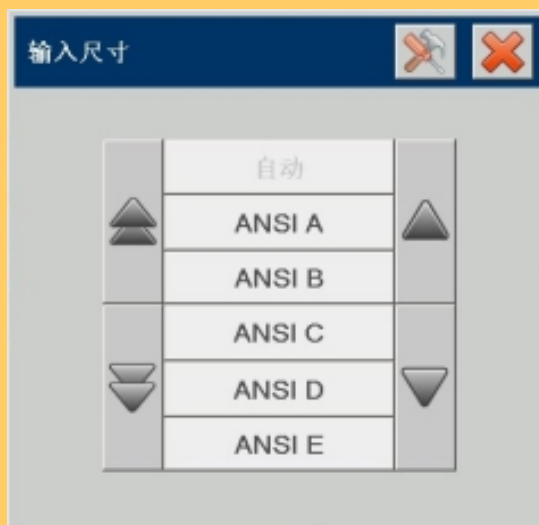 输入尺寸
自动
ANSI A
ANSI B
ANSI C
ANSI D
ANSI E